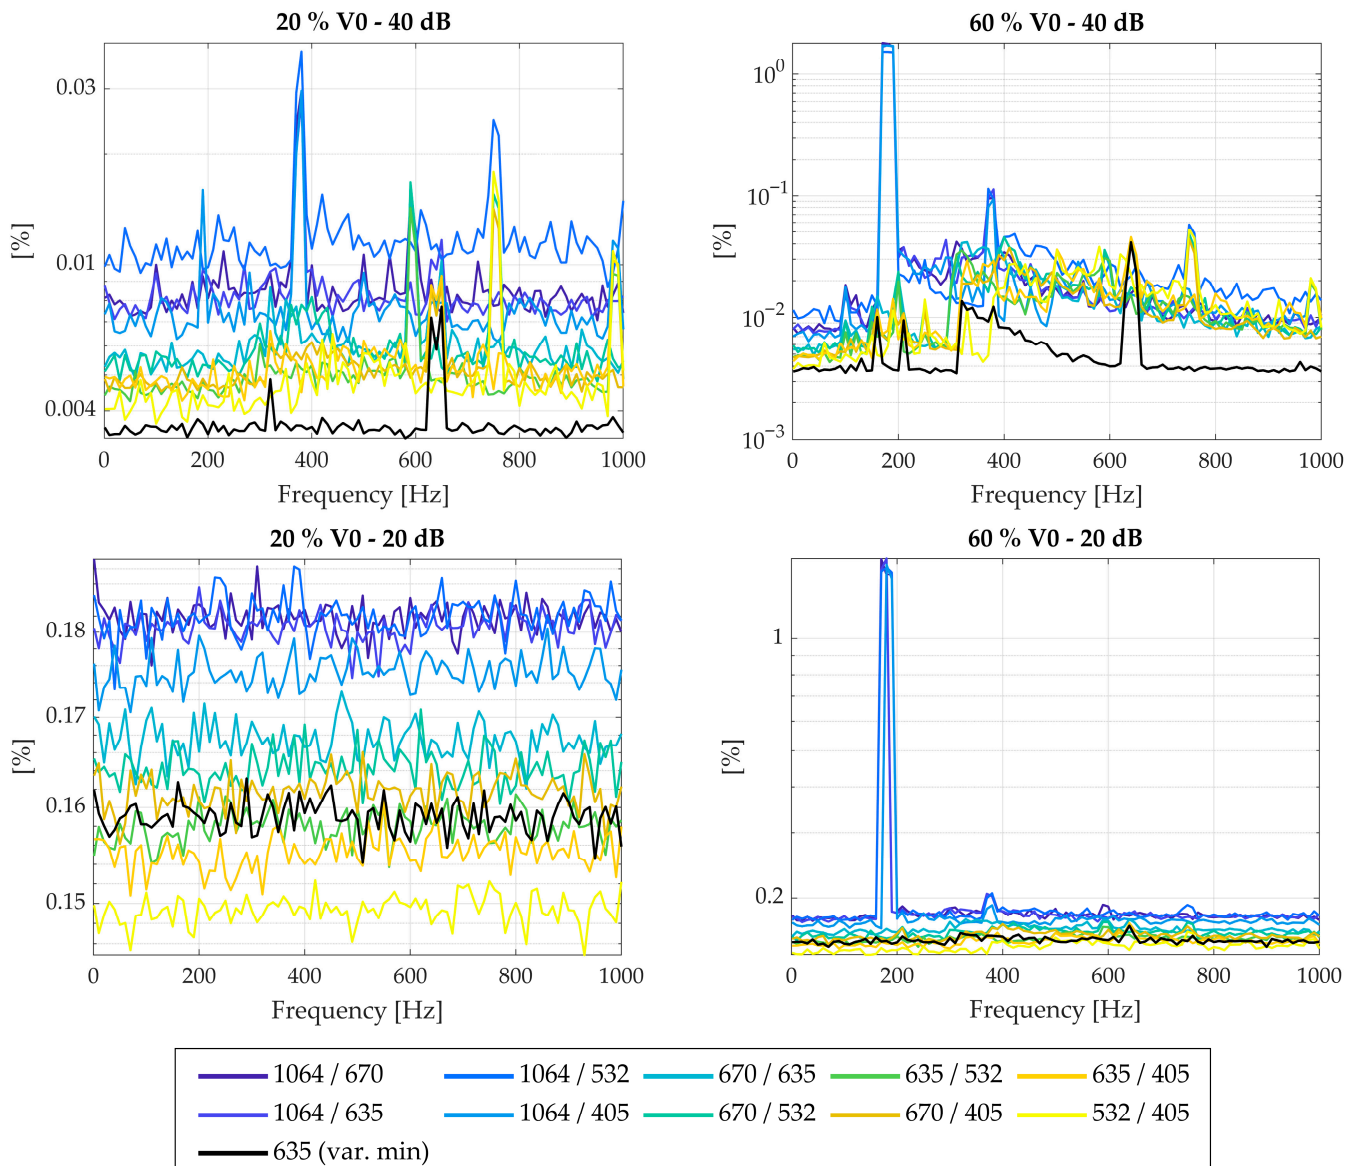 20 % V0 - 40 dB
[%]
0.03
0.01
0.004
0 200 400 600 800 1000
Frequency [Hz]
60 % V0 - 40 dB
[%]
10^0
10^-1
10^-2
10^-3
0 200 400 600 800 1000
Frequency [Hz]
20 % V0 - 20 dB
[%]
0.18
0.17
0.16
0.15
0 200 400 600 800 1000
Frequency [Hz]
60 % V0 - 20 dB
[%]
1
0.2
0 200 400 600 800 1000
Frequency [Hz]
1064 / 670 1064 / 532 670 / 635 635 / 532 635 / 405
1064 / 635 1064 / 405 670 / 532 670 / 405 532 / 405
635 (var. min)